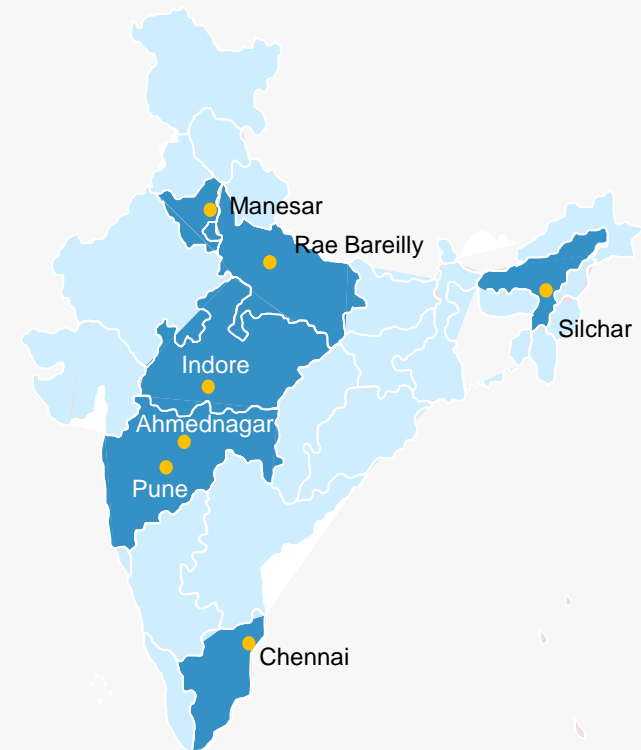 Manesar
Rae Bareilly
Silchar
Indore
Ahmednagar
Pune
Chennai